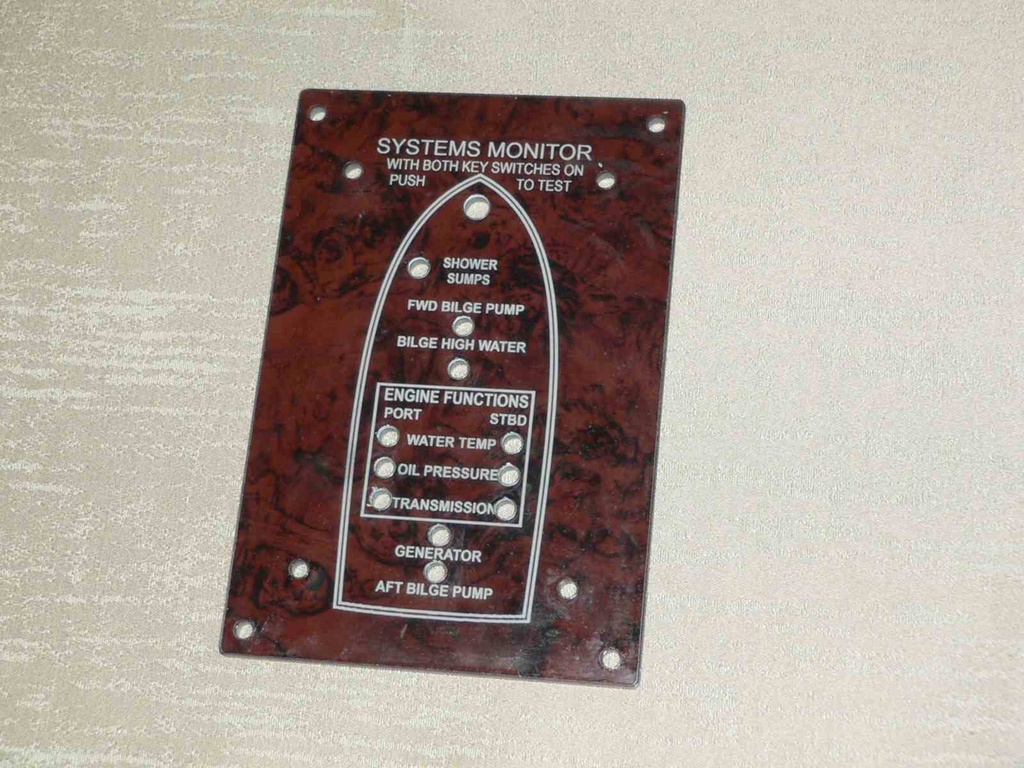 SYSTEMS MONITOR
WITH BOTH KEY SWITCHES ON
PUSH TO TEST
SHOWER
SUMPS
FWD BILGE PUMP
BILGE HIGH WATER
ENGINE FUNCTIONS
PORT STBD
WATER TEMP
OIL PRESSURE
TRANSMISSION
GENERATOR
AFT BILGE PUMP